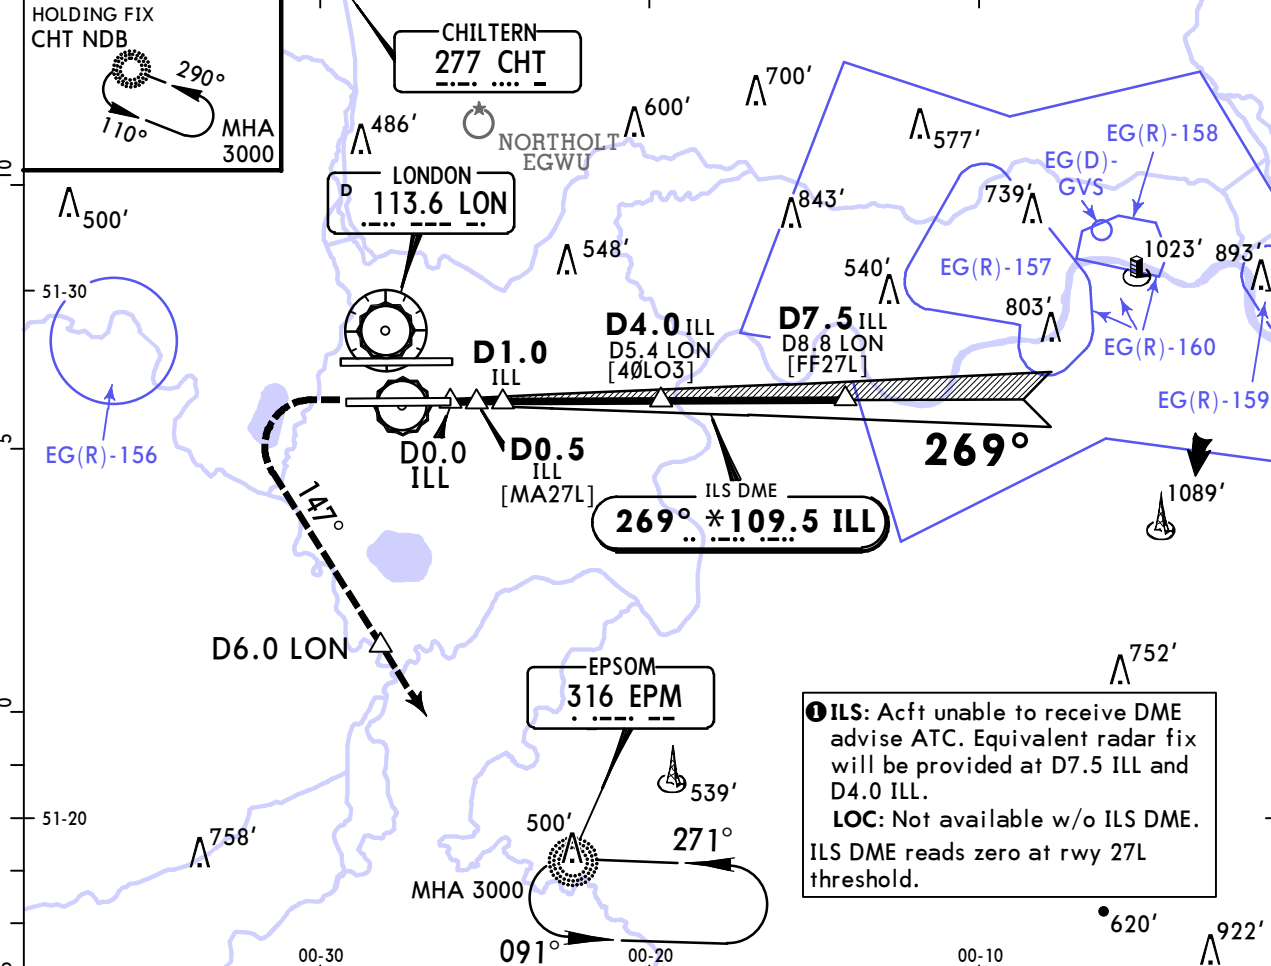 HOLDING FIX
CHT NDB
290°
110°
MHA
3000
CHILTERN
277 CHT
486'
NORTHOLT
EGWU
600'
700'
577'
EG(R)-158
EG(D)-
GVS
500'
LONDON
D 113.6 LON
843'
739'
548'
540'
EG(R)-157
1023'
893'
803'
EG(R)-160
EG(R)-159
51-30
EG(R)-156
D1.0
ILL
D4.0 ILL
D5.4 LON
[4ØLO3]
D7.5 ILL
D8.8 LON
[FF27L]
D0.0
ILL
D0.5
ILL
[MA27L]
269°
ILS DME
269° *109.5 ILL
1089'
5
147°
D6.0 LON
0
752'
EPSOM
316 EPM
539'
1 ILS: Acft unable to receive DME
advise ATC. Equivalent radar fix
will be provided at D7.5 ILL and
D4.0 ILL.
LOC: Not available w/o ILS DME.
ILS DME reads zero at rwy 27L
threshold.
51-20
758'
500'
271°
MHA 3000
091°
620'
922'
00-30
00-20
00-10